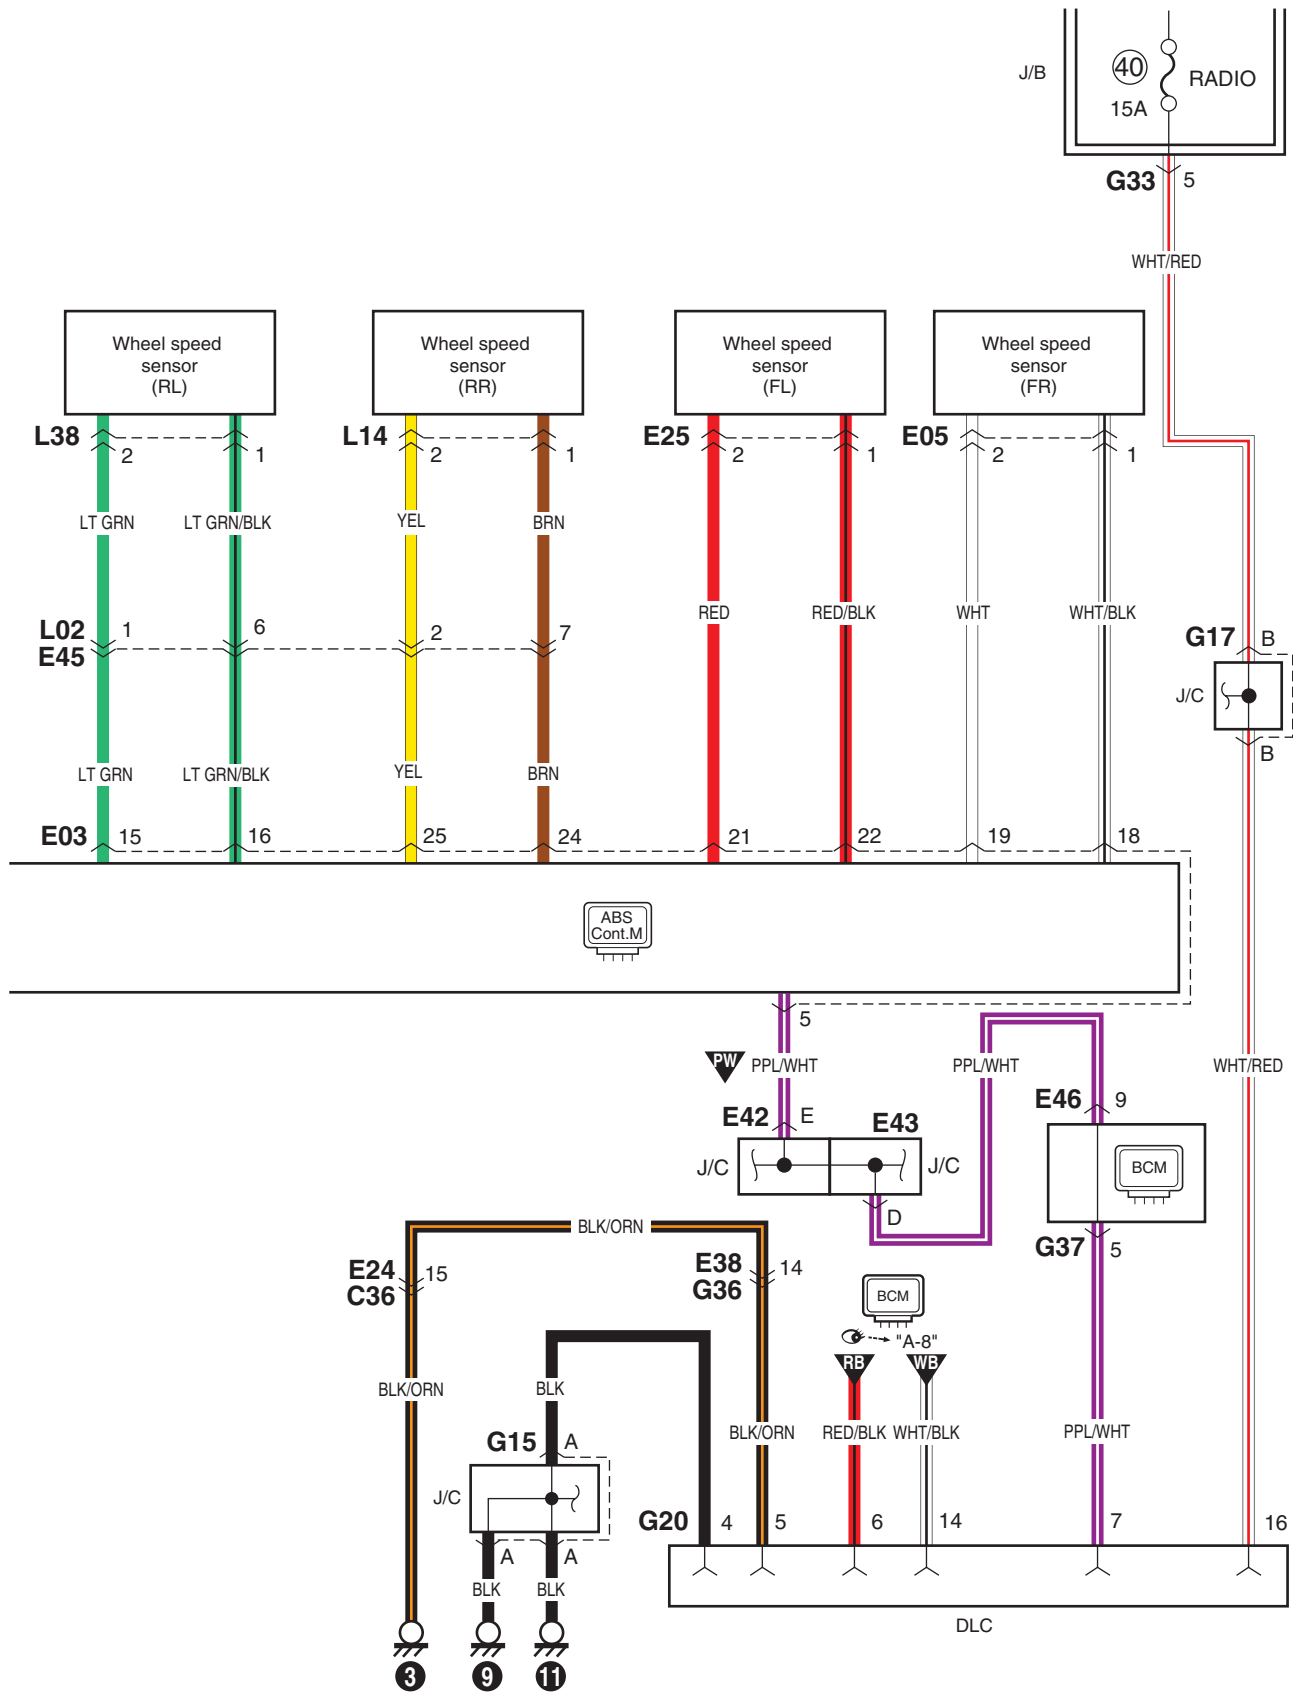 J/B
40
15A
RADIO
G33 5
WHT/RED
Wheel speed
sensor
(RL)
Wheel speed
sensor
(RR)
Wheel speed
sensor
(FL)
Wheel speed
sensor
(FR)
L38 2 1
L14 2 1
E25 2 1
E05 2 1
LT GRN LT GRN/BLK YEL BRN
RED RED/BLK WHT WHT/BLK
L02 1 6 2 7
E45
G17 B
J/C
B
LT GRN LT GRN/BLK YEL BRN
E03 15 16 25 24 21 22 19 18
ABS
Cont.M
5
PW PPL/WHT PPL/WHT WHT/RED
E42 E E43 E46 9
J/C J/C BCM
D
BLK/ORN
G37 5
E24 15
C36
E38 14
G36
BCM
"A-8"
RB WB
BLK/ORN BLK
BLK/ORN RED/BLK WHT/BLK PPL/WHT
G15 A
J/C
G20 4 5 6 14 7 16
A A
BLK BLK
DLC
3 9 11